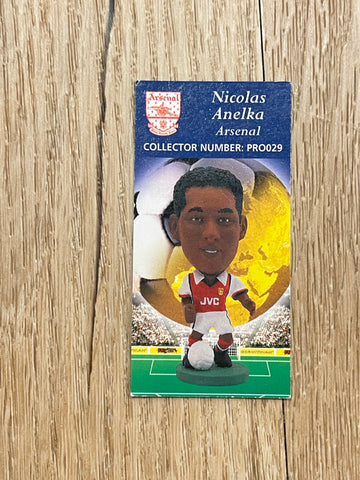 Arsenal
Nicolas
Anelka
Arsenal
COLLECTOR NUMBER: PRO029
JVC